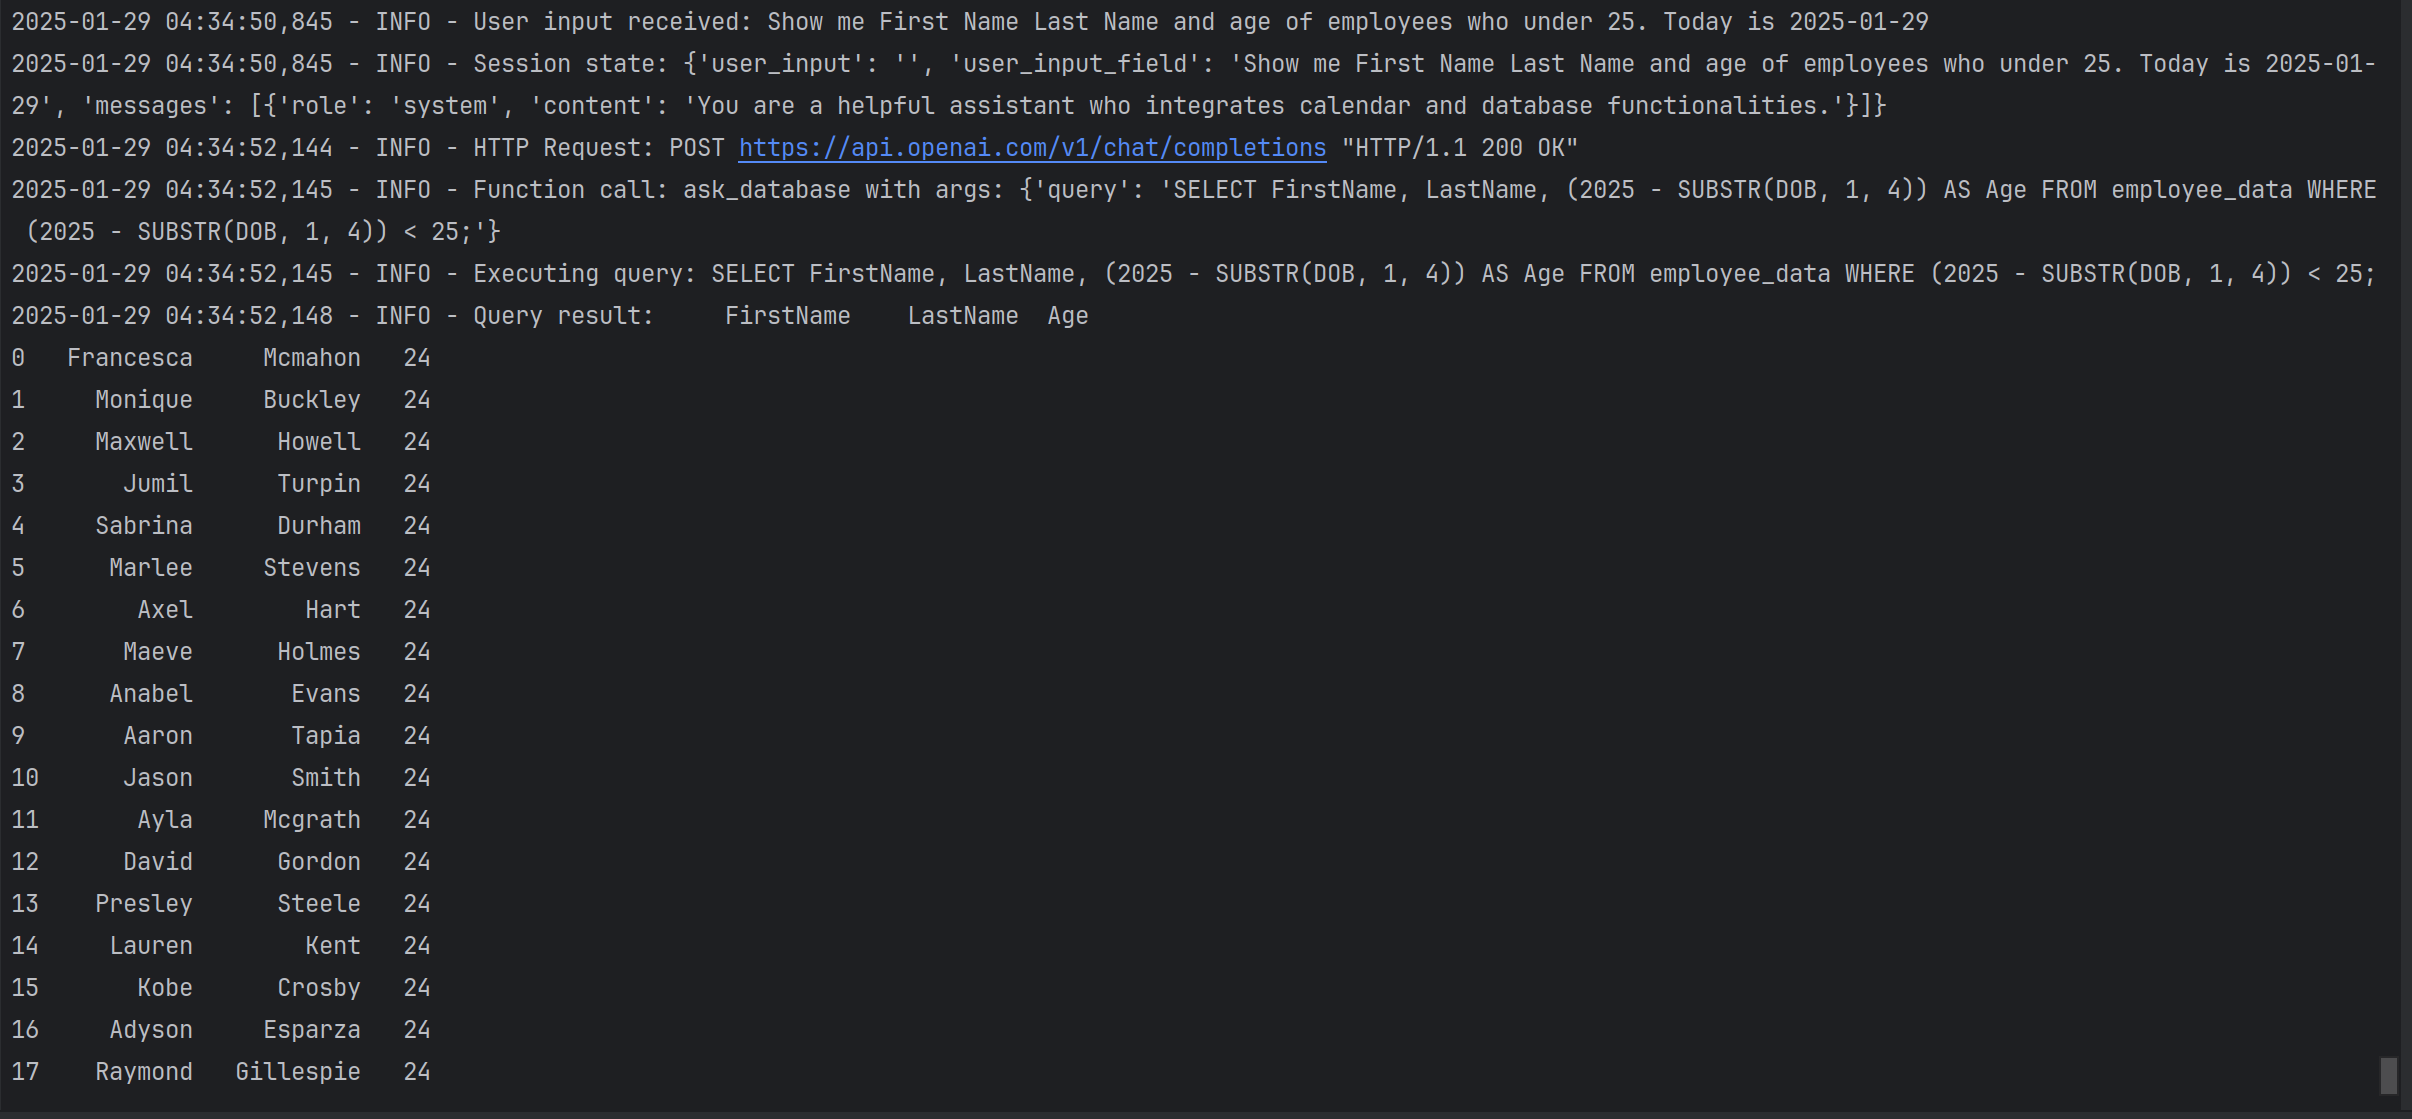 2025-01-29 04:34:50,845 - INFO - User input received: Show me First Name Last Name and age of employees who under 25. Today is 2025-01-29
2025-01-29 04:34:50,845 - INFO - Session state: {'user_input': '', 'user_input_field': 'Show me First Name Last Name and age of employees who under 25. Today is 2025-01-
29', 'messages': [{'role': 'system', 'content': 'You are a helpful assistant who integrates calendar and database functionalities.'}]}
2025-01-29 04:34:52,144 - INFO - HTTP Request: POST https://api.openai.com/v1/chat/completions "HTTP/1.1 200 OK"
2025-01-29 04:34:52,145 - INFO - Function call: ask_database with args: {'query': 'SELECT FirstName, LastName, (2025 - SUBSTR(DOB, 1, 4)) AS Age FROM employee_data WHERE
(2025 - SUBSTR(DOB, 1, 4)) < 25;'}
2025-01-29 04:34:52,145 - INFO - Executing query: SELECT FirstName, LastName, (2025 - SUBSTR(DOB, 1, 4)) AS Age FROM employee_data WHERE (2025 - SUBSTR(DOB, 1, 4)) < 25;
2025-01-29 04:34:52,148 - INFO - Query result:     FirstName    LastName  Age
0   Francesca     Mcmahon   24
1     Monique     Buckley   24
2     Maxwell      Howell   24
3       Jumil      Turpin   24
4     Sabrina      Durham   24
5      Marlee     Stevens   24
6        Axel        Hart   24
7       Maeve      Holmes   24
8      Anabel       Evans   24
9       Aaron       Tapia   24
10      Jason       Smith   24
11       Ayla     Mcgrath   24
12      David      Gordon   24
13    Presley      Steele   24
14     Lauren        Kent   24
15       Kobe      Crosby   24
16     Adyson     Esparza   24
17    Raymond   Gillespie   24